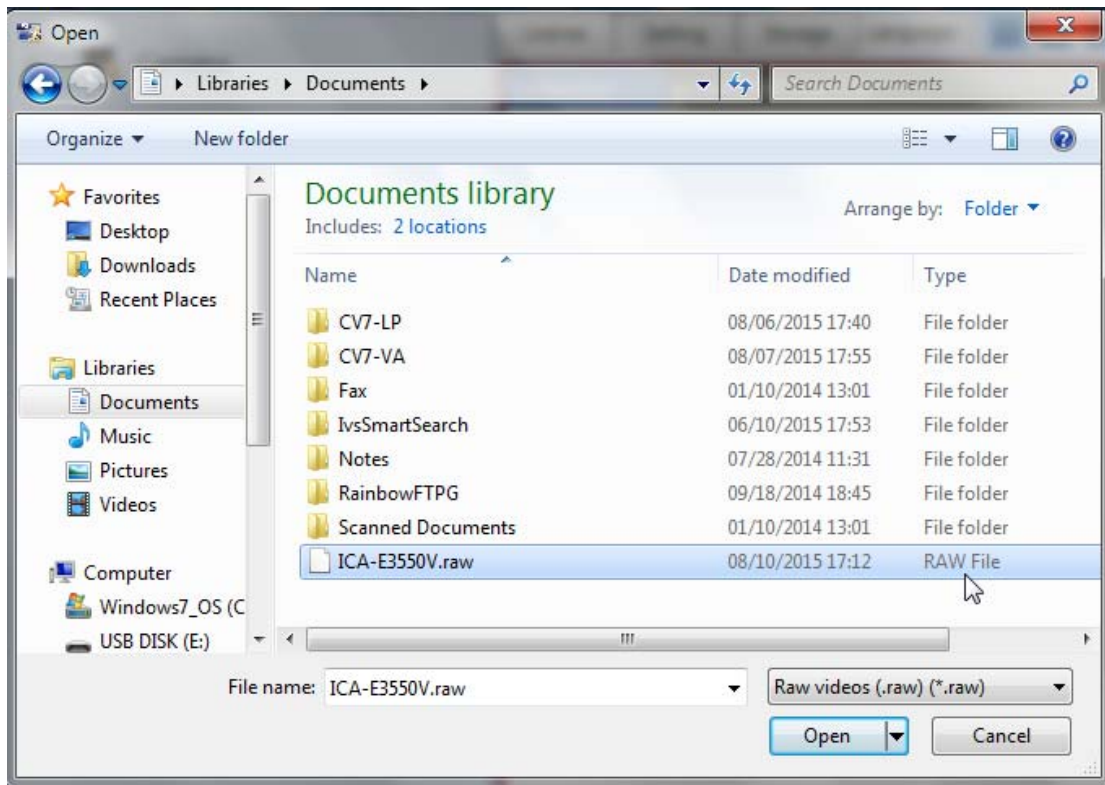 Open
Libraries Documents
Search Documents
Organize New folder
Favorites
Desktop
Downloads
Recent Places
Libraries
Documents
Music
Pictures
Videos
Computer
Windows7_OS (C
USB DISK (E:)
Documents library
Includes: 2 locations
Arrange by: Folder
Name Date modified Type
CV7-LP 08/06/2015 17:40 File folder
CV7-VA 08/07/2015 17:55 File folder
Fax 01/10/2014 13:01 File folder
IvsSmartSearch 06/10/2015 17:53 File folder
Notes 07/28/2014 11:31 File folder
RainbowFTPG 09/18/2014 18:45 File folder
Scanned Documents 01/10/2014 13:01 File folder
ICA-E3550V.raw 08/10/2015 17:12 RAW File
File name: ICA-E3550V.raw Raw videos (.raw) (*.raw)
Open Cancel